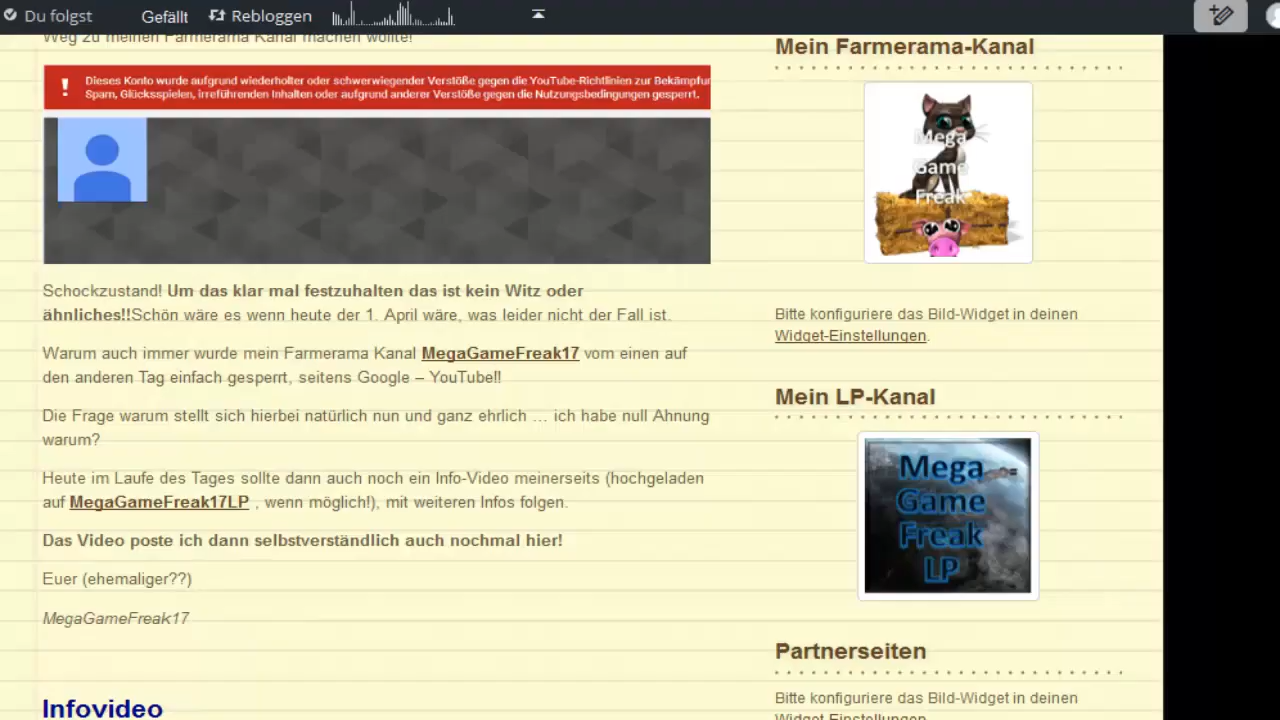 Du folgst
Gefällt
Rebloggen
Weg zu meinen Farmerama Kanal machen wollte!
Dieses Konto wurde aufgrund wiederholter oder schwerwiegender Verstöße gegen die YouTube-Richtlinien zur Bekämpfur
Spam, Glücksspielen, irreführenden Inhalten oder aufgrund anderer Verstöße gegen die Nutzungsbedingungen gesperrt.
Schockzustand! Um das klar mal festzuhalten das ist kein Witz oder
ähnliches!!Schön wäre es wenn heute der 1. April wäre, was leider nicht der Fall ist.
Warum auch immer wurde mein Farmerama Kanal MegaGameFreak17 vom einen auf
den anderen Tag einfach gesperrt, seitens Google – YouTube!!
Die Frage warum stellt sich hierbei natürlich nun und ganz ehrlich … ich habe null Ahnung
warum?
Heute im Laufe des Tages sollte dann auch noch ein Info-Video meinerseits (hochgeladen
auf MegaGameFreak17LP , wenn möglich!), mit weiteren Infos folgen.
Das Video poste ich dann selbstverständlich auch nochmal hier!
Euer (ehemaliger??)
MegaGameFreak17
Infovideo
Mein Farmerama-Kanal
Mega
Game
Freak
Bitte konfiguriere das Bild-Widget in deinen
Widget-Einstellungen.
Mein LP-Kanal
Mega
Game
Freak
LP
Partnerseiten
Bitte konfiguriere das Bild-Widget in deinen
Widget-Einstellungen